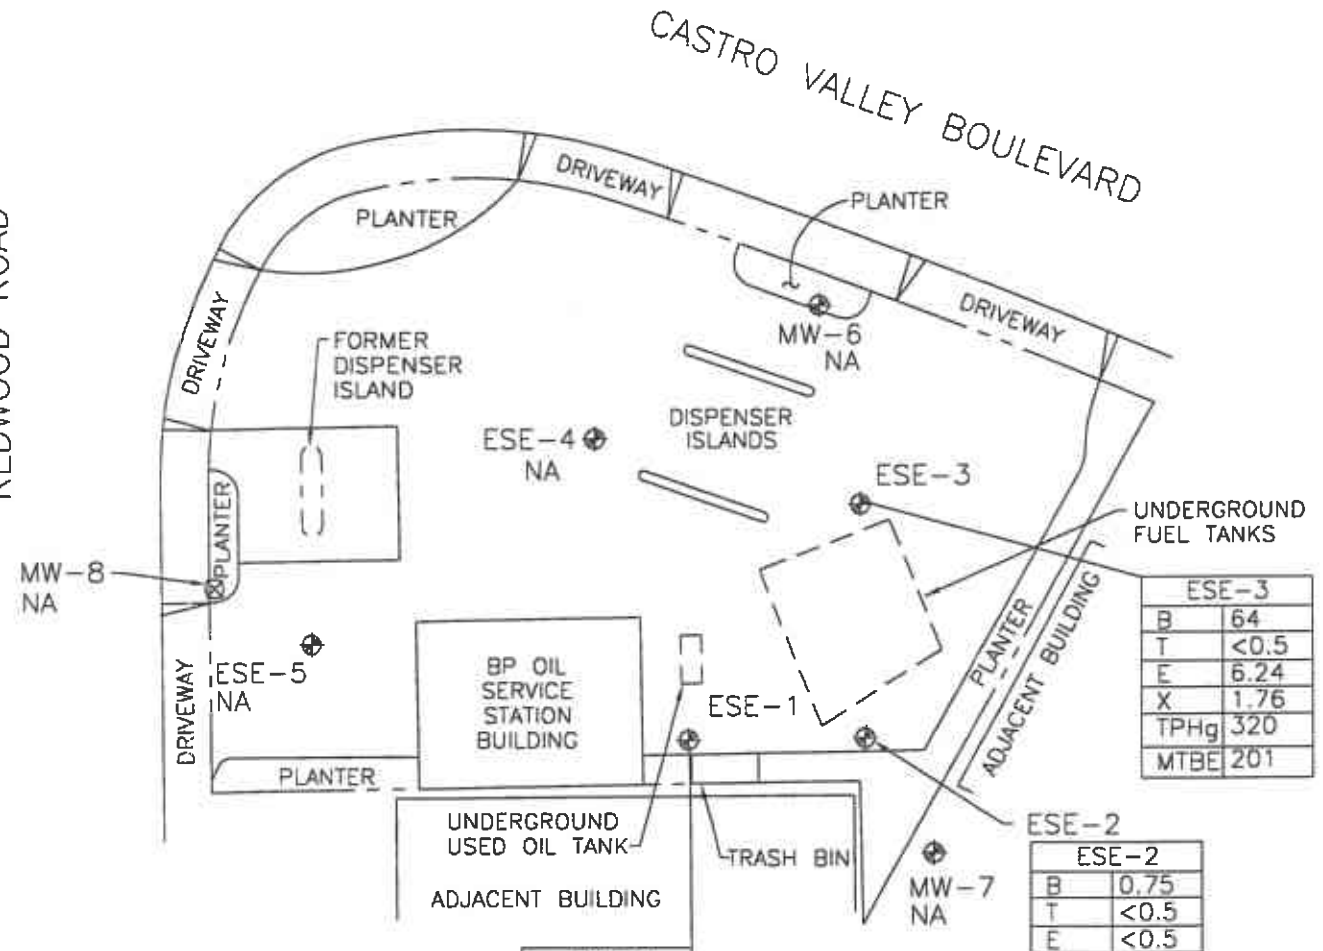 CASTRO VALLEY BOULEVARD
REDWOOD ROAD
DRIVEWAY
PLANTER
PLANTER
DRIVEWAY
DRIVEWAY
MW-6
NA
FORMER
DISPENSER
ISLAND
DISPENSER
ISLANDS
ESE-4
NA
ESE-3
UNDERGROUND
FUEL TANKS
PLANTER
MW-8
NA
ESE-5
NA
DRIVEWAY
BP OIL
SERVICE
STATION
BUILDING
ESE-1
PLANTER
ADJACENT BUILDING
ESE-3
B 64
T <0.5
E 6.24
X 1.76
TPHg 320
MTBE 201
PLANTER
UNDERGROUND
USED OIL TANK
TRASH BIN
ADJACENT BUILDING
MW-7
NA
ESE-2
ESE-2
B 0.75
T <0.5
E <0.5